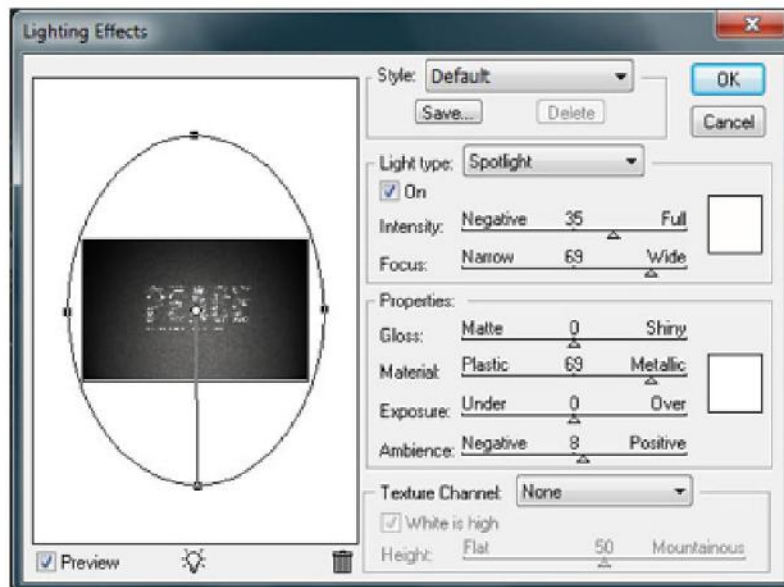 Lighting Effects
Style: Default
OK
Save...
Delete
Cancel
Light type: Spotlight
On
Intensity: Negative 35 Full
Focus: Narrow 69 Wide
Properties:
Gloss: Matte 0 Shiny
Material: Plastic 69 Metallic
Exposure: Under 0 Over
Ambience: Negative 8 Positive
Texture Channel: None
White is high
Height: Flat 50 Mountainous
Preview